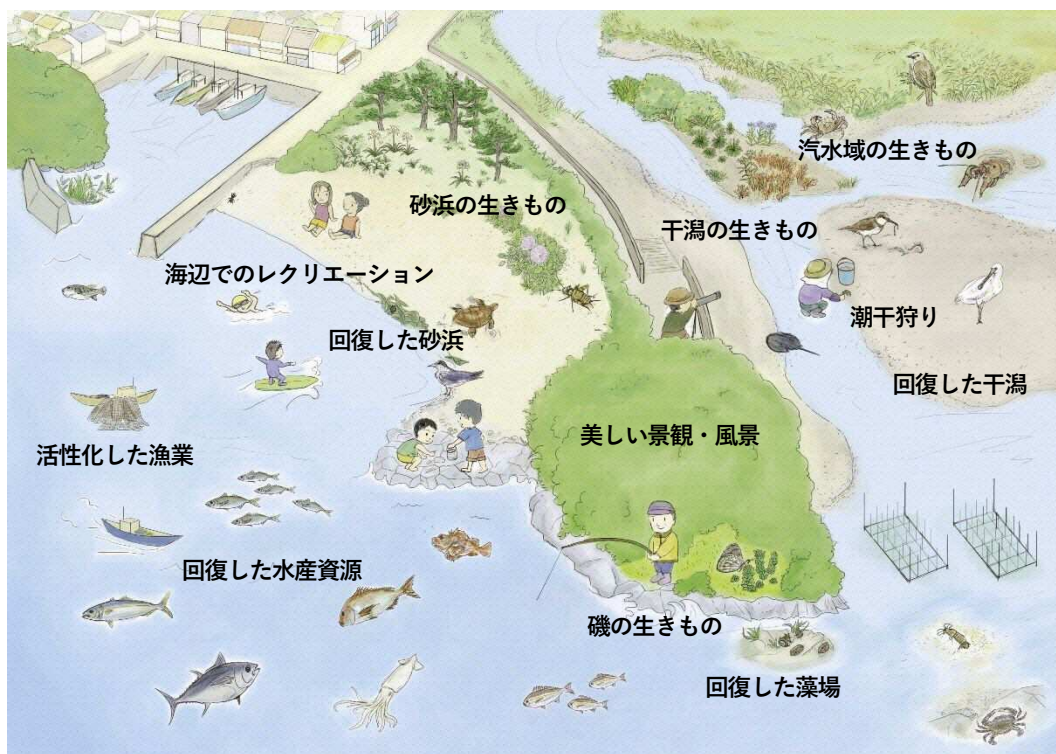 汽水域の生きもの
砂浜の生きもの
干潟の生きもの
海辺でのレクリエーション
潮干狩り
回復した砂浜
回復した干潟
美しい景観・風景
活性化した漁業
回復した水産資源
磯の生きもの
回復した藻場